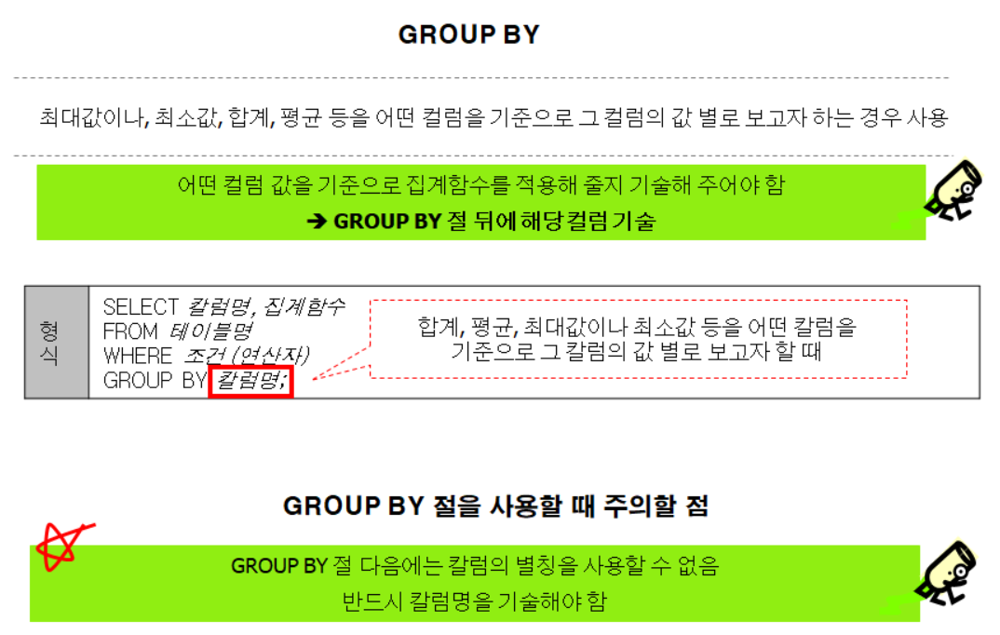 GROUP BY
최대값이나, 최소값, 합계, 평균 등을 어떤 컬럼을 기준으로 그 컬럼의 값 별로 보고자 하는 경우 사용
어떤 컬럼 값을 기준으로 집계함수를 적용해 줄지 기술해 주어야 함
➔ GROUP BY 절 뒤에 해당 컬럼 기술
형식
SELECT 칼럼명, 집계함수
FROM 테이블명
WHERE 조건 (연산자)
GROUP BY 칼럼명;
합계, 평균, 최대값이나 최소값 등을 어떤 칼럼을
기준으로 그 칼럼의 값 별로 보고자 할 때
GROUP BY 절을 사용할 때 주의할 점
GROUP BY 절 다음에는 칼럼의 별칭을 사용할 수 없음
반드시 칼럼명을 기술해야 함